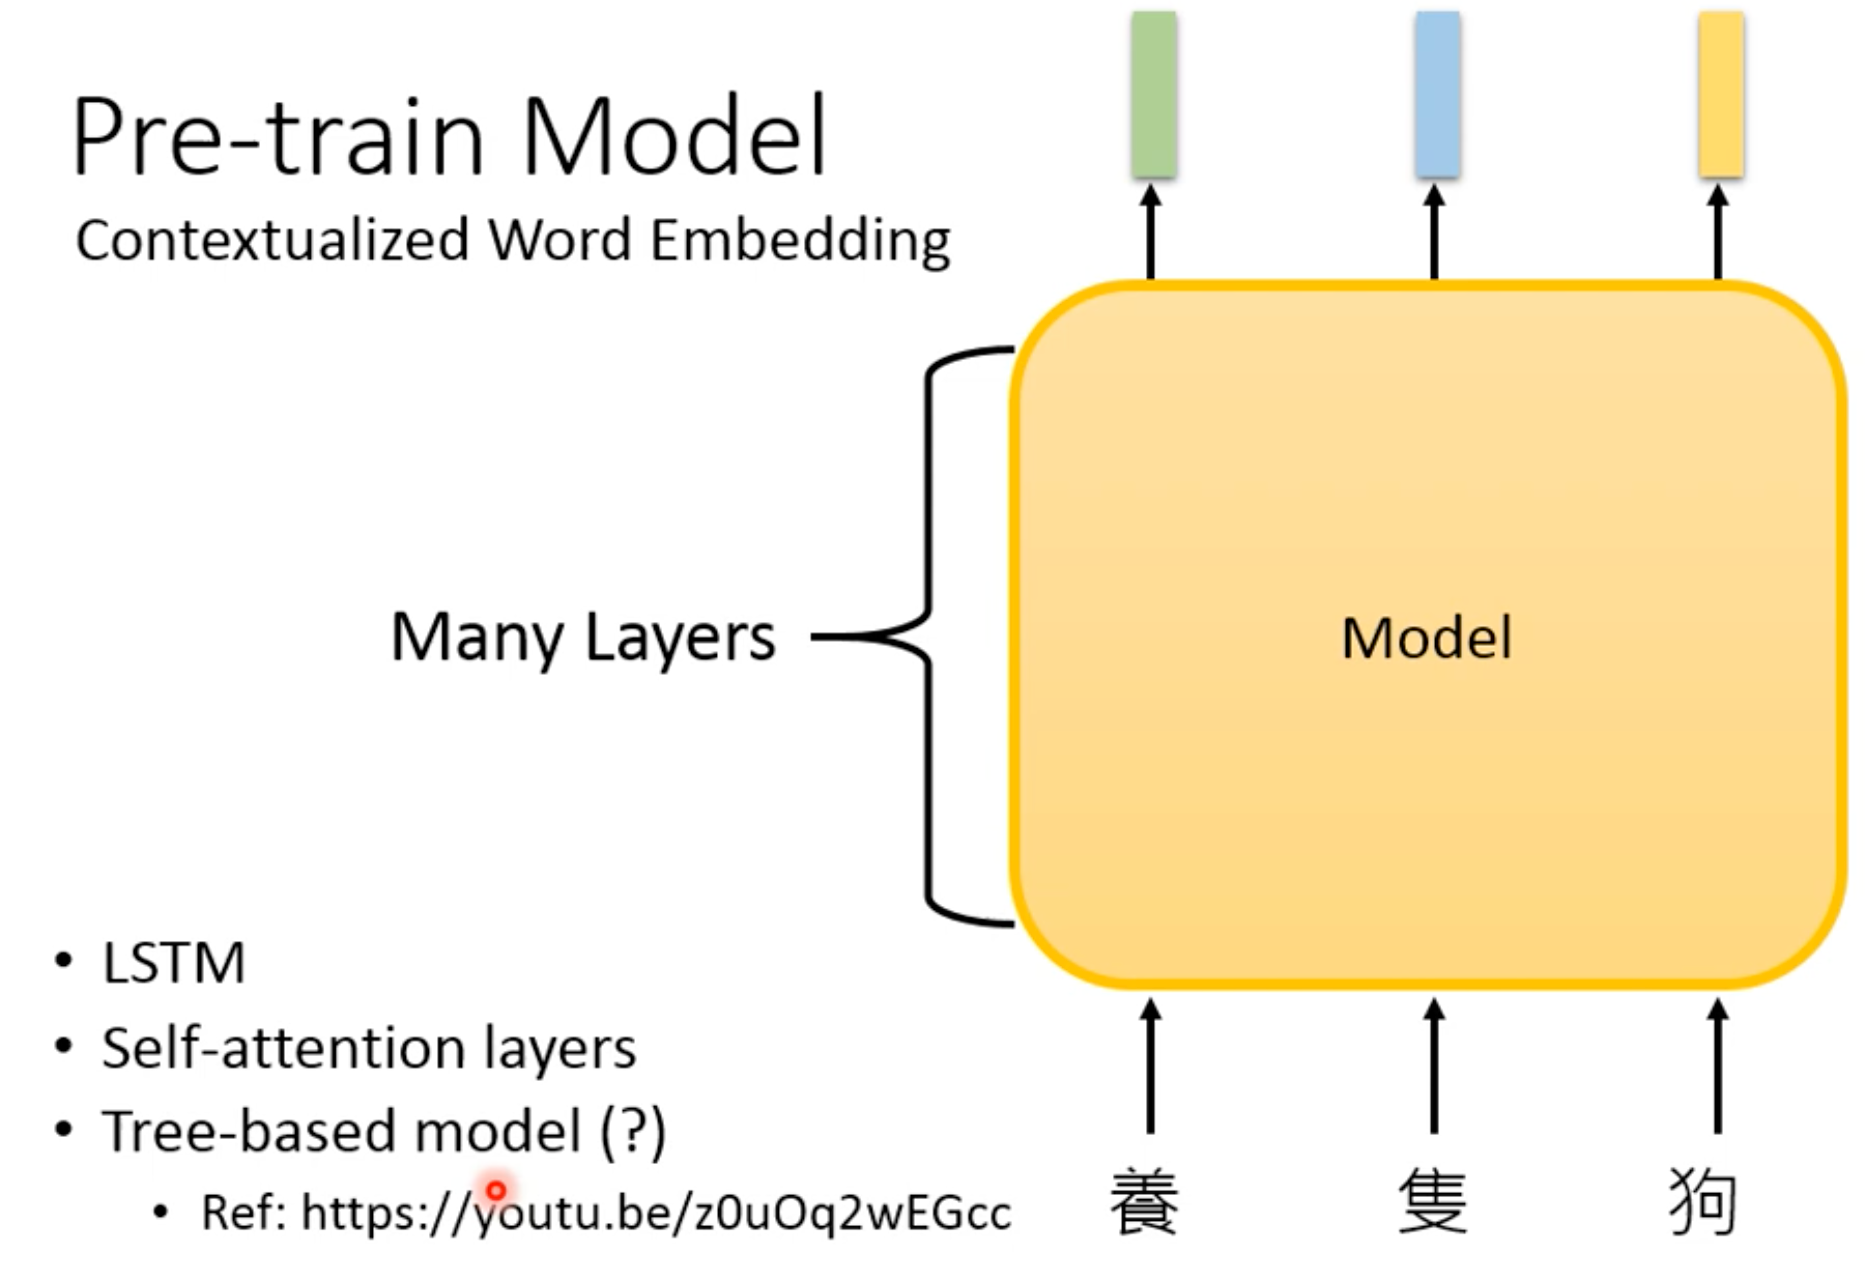 Pre-train Model
Contextualized Word Embedding
Many Layers
Model
LSTM
Self-attention layers
Tree-based model (?)
Ref: https://youtu.be/z0uOq2wEGcc
養 隻 狗